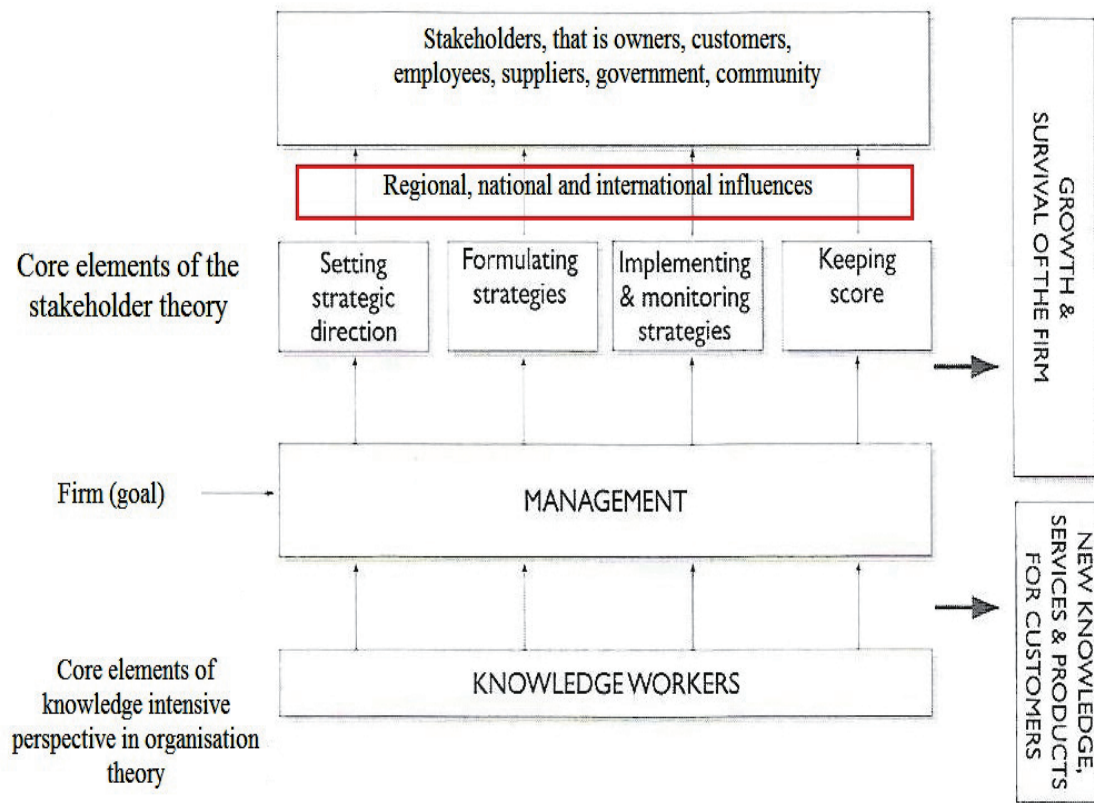 Stakeholders, that is owners, customers,
employees, suppliers, government, community
Regional, national and international influences
Core elements of the
stakeholder theory
Setting
strategic
direction
Formulating
strategies
Implementing
& monitoring
strategies
Keeping
score
GROWTH &
SURVIVAL OF THE FIRM
Firm (goal)
MANAGEMENT
Core elements of
knowledge intensive
perspective in organisation
theory
KNOWLEDGE WORKERS
NEW KNOWLEDGE,
SERVICES & PRODUCTS
FOR CUSTOMERS